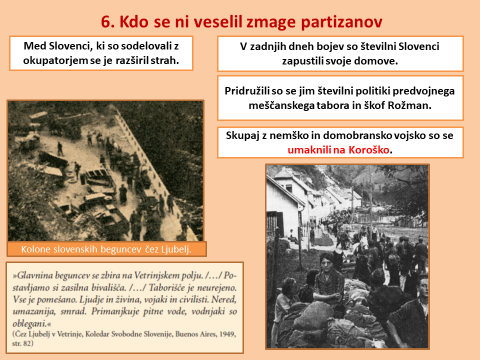 6. Kdo se ni veselil zmage partizanov
Med Slovenci, ki so sodelovali z
okupatorjem se je razširil strah.
V zadnjih dneh bojev so številni Slovenci
zapustili svoje domove.
Pridružili so se jim številni politiki predvojnega
meščanskega tabora in škof Rožman.
Skupaj z nemško in domobransko vojsko so se
umaknili na Koroško.
Kolone slovenskih beguncev čez Ljubelj.
»Glavnina beguncev se zbira na Vetrinjskem polju. /…/ Po-
stavljamo si zasilna bivališča. /…/ Taborišče je neurejeno.
Vse je pomešano. Ljudje in živina, vojaki in civilisti. Nered,
umazanija, smrad. Primanjkuje pitne vode, vodnjaki so
oblegani.«
(Čez Ljubelj v Vetrinje, Koledar Svobodne Slovenije, Buenos Aires, 1949,
str. 82)